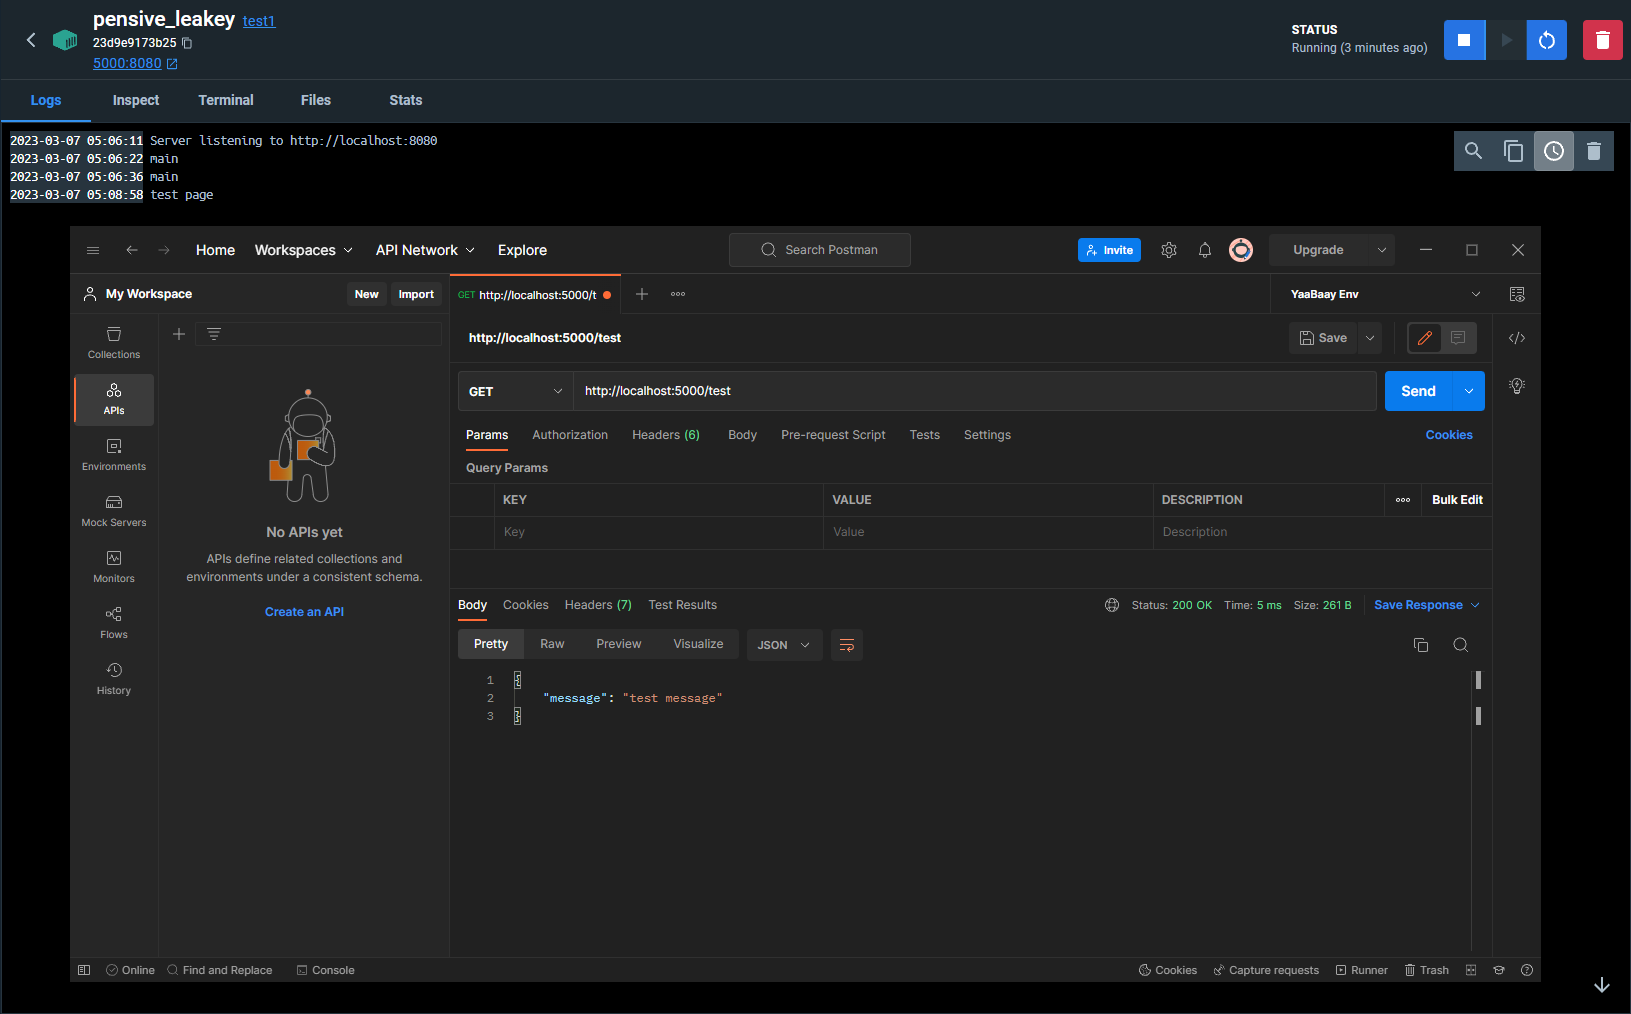 pensive_leakey test1
23d9e9173b25
5000:8080
STATUS
Running (3 minutes ago)
Logs Inspect Terminal Files Stats
2023-03-07 05:06:11 Server listening to http://localhost:8080
2023-03-07 05:06:22 main
2023-03-07 05:06:36 main
2023-03-07 05:08:58 test page
Home Workspaces API Network Explore Search Postman Invite Upgrade
My Workspace New Import GET http://localhost:5000/t YaaBaay Env
http://localhost:5000/test Save
Collections
APIs
Environments
Mock Servers
Monitors
Flows
History
No APIs yet
APIs define related collections and
environments under a consistent schema.
Create an API
GET http://localhost:5000/test Send
Params Authorization Headers (6) Body Pre-request Script Tests Settings Cookies
Query Params
KEY VALUE DESCRIPTION Bulk Edit
Key Value Description
Body Cookies Headers (7) Test Results Status: 200 OK Time: 5 ms Size: 261 B Save Response
Pretty Raw Preview Visualize JSON
1 {
2 "message": "test message"
3 }
Online Find and Replace Console Cookies Capture requests Runner Trash